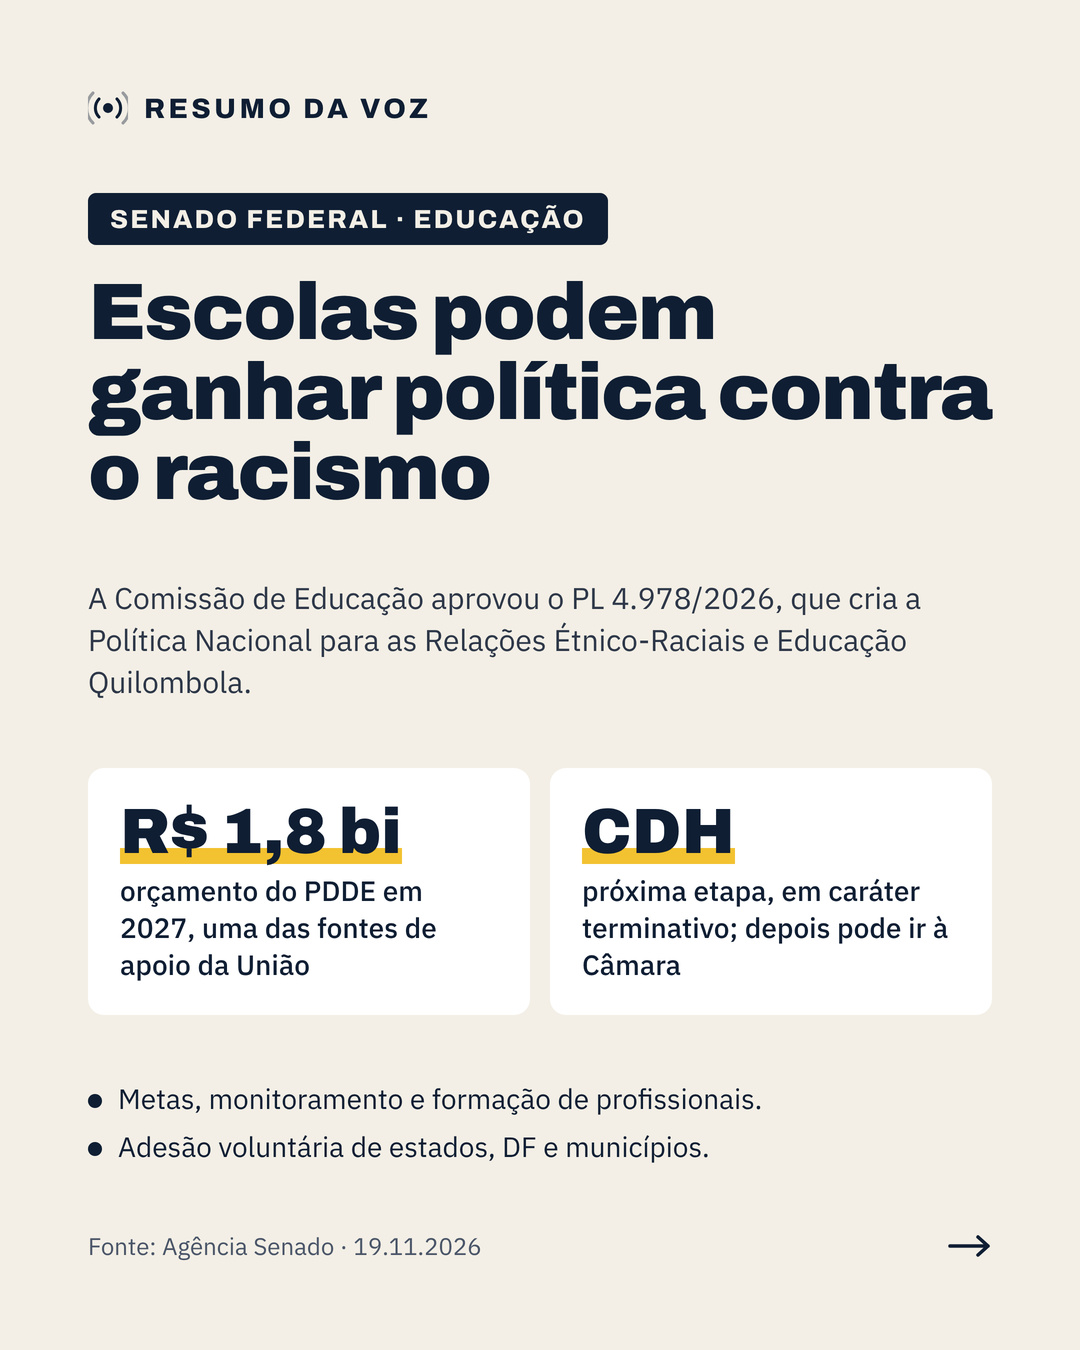 RESUMO DA VOZ
SENADO FEDERAL · EDUCAÇÃO
Escolas podem
ganhar política contra
o racismo
A Comissão de Educação aprovou o PL 4.978/2026, que cria a
Política Nacional para as Relações Étnico-Raciais e Educação
Quilombola.
R$ 1,8 bi
orçamento do PDDE em
2027, uma das fontes de
apoio da União
CDH
próxima etapa, em caráter
terminativo; depois pode ir à
Câmara
Metas, monitoramento e formação de profissionais.
Adesão voluntária de estados, DF e municípios.
Fonte: Agência Senado · 19.11.2026